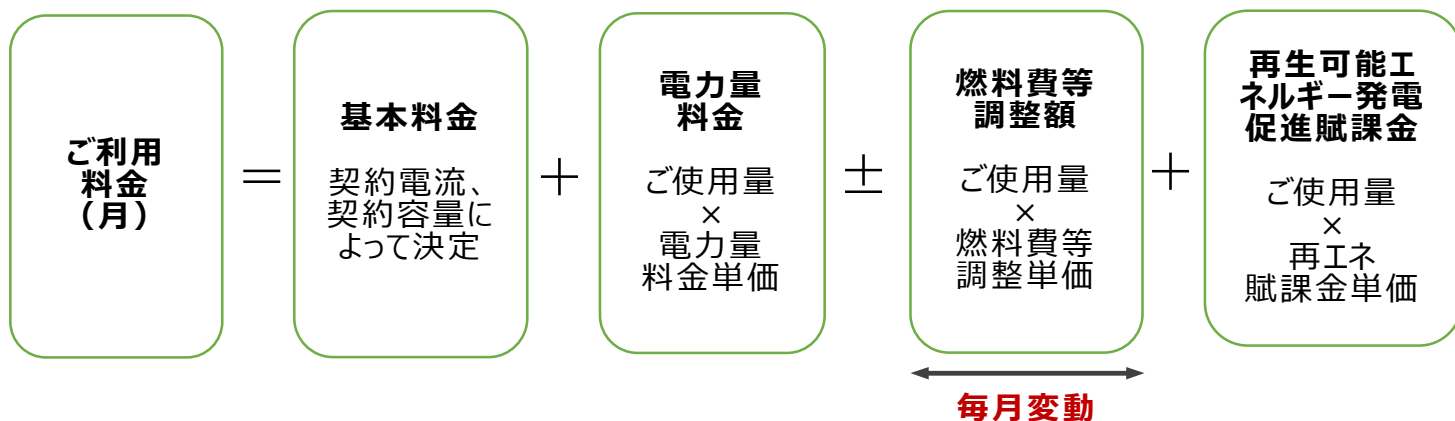 ご利用
料金
(月)
＝
基本料金
契約電流、
契約容量に
よって決定
＋
電力量
料金
ご使用量
×
電力量
料金単価
±
燃料費等
調整額
ご使用量
×
燃料費等
調整単価
＋
再生可能エ
ネルギー発電
促進賦課金
ご使用量
×
再エネ
賦課金単価
毎月変動